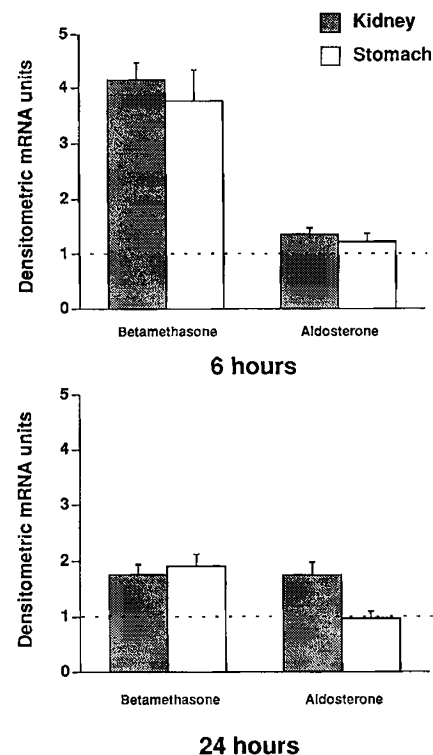 Kidney
Stomach
Densitometric mRNA units
5
4
3
2
1
0
Betamethasone Aldosterone
6 hours
Densitometric mRNA units
5
4
3
2
1
0
Betamethasone Aldosterone
24 hours